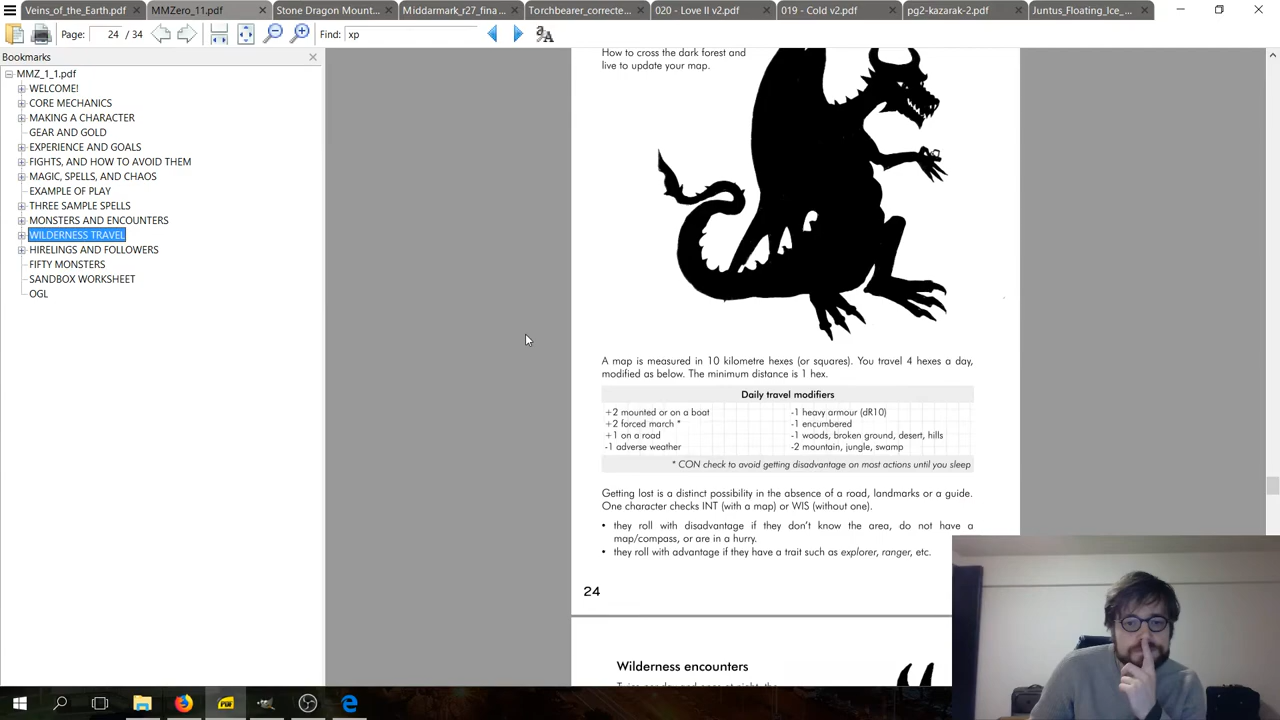 Veins_of_the_Earth.pdf
MMZero_11.pdf
Stone Dragon Mount...
Middarmark_r27_fina...
Torchbearer_correcte...
020 - Love II v2.pdf
019 - Cold v2.pdf
pg2-kazarak-2.pdf
Juntus_Floating_Ice_...
Page: 24 / 34
Find: xp
Bookmarks
MMZ_1_1.pdf
WELCOME!
CORE MECHANICS
MAKING A CHARACTER
GEAR AND GOLD
EXPERIENCE AND GOALS
FIGHTS, AND HOW TO AVOID THEM
MAGIC, SPELLS, AND CHAOS
EXAMPLE OF PLAY
THREE SAMPLE SPELLS
MONSTERS AND ENCOUNTERS
WILDERNESS TRAVEL
HIRELINGS AND FOLLOWERS
FIFTY MONSTERS
SANDBOX WORKSHEET
OGL
How to cross the dark forest and
live to update your map.
A map is measured in 10 kilometre hexes (or squares). You travel 4 hexes a day,
modified as below. The minimum distance is 1 hex.
Daily travel modifiers
+2 mounted or on a boat
+2 forced march *
+1 on a road
-1 adverse weather
-1 heavy armour (dR10)
-1 encumbered
-1 woods, broken ground, desert, hills
-2 mountain, jungle, swamp
* CON check to avoid getting disadvantage on most actions until you sleep
Getting lost is a distinct possibility in the absence of a road, landmarks or a guide.
One character checks INT (with a map) or WIS (without one).
• they roll with disadvantage if they don't know the area, do not have a
map/compass, or are in a hurry.
• they roll with advantage if they have a trait such as explorer, ranger, etc.
24
Wilderness encounters